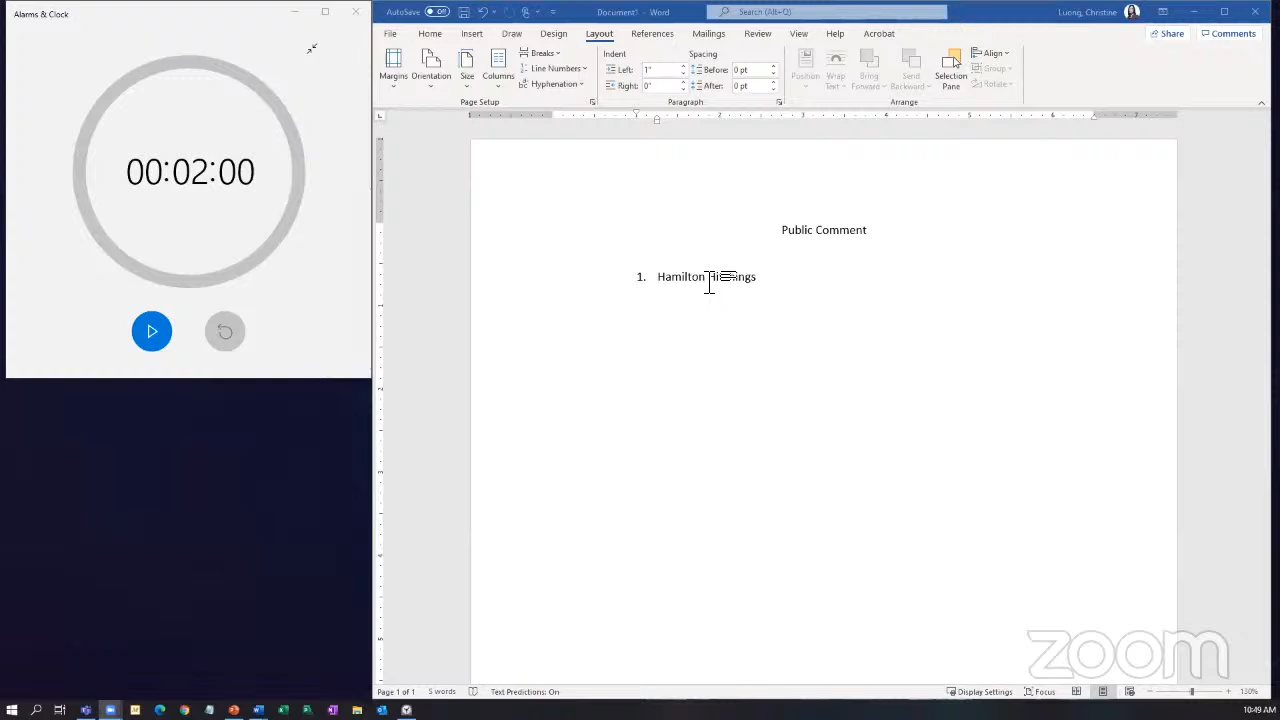 Alarms & Clock
00:02:00
AutoSave Off Document1 - Word Search (Alt+Q) Luong, Christine
File Home Insert Draw Design Layout References Mailings Review View Help Acrobat Share Comments
Margins Orientation Size Columns Breaks Line Numbers Hyphenation
Page Setup
Indent Left: 1" Right: 0"
Spacing Before: 0 pt After: 0 pt
Paragraph
Position Wrap Text Bring Forward Send Backward Selection Pane Align Group Rotate
Arrange
Public Comment
1. Hamilton
zoom
Page 1 of 1 5 words Text Predictions: On Display Settings Focus 130%
10:49 AM